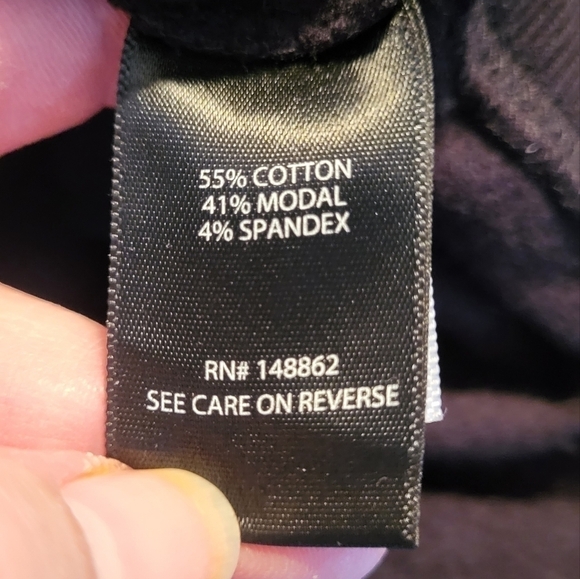 55% COTTON
41% MODAL
4% SPANDEX
RN# 148862
SEE CARE ON REVERSE